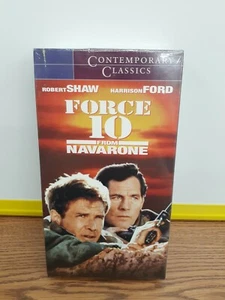 CONTEMPORARY
CLASSICS
ROBERT SHAW HARRISON FORD
FORCE
10
FROM
NAVARONE